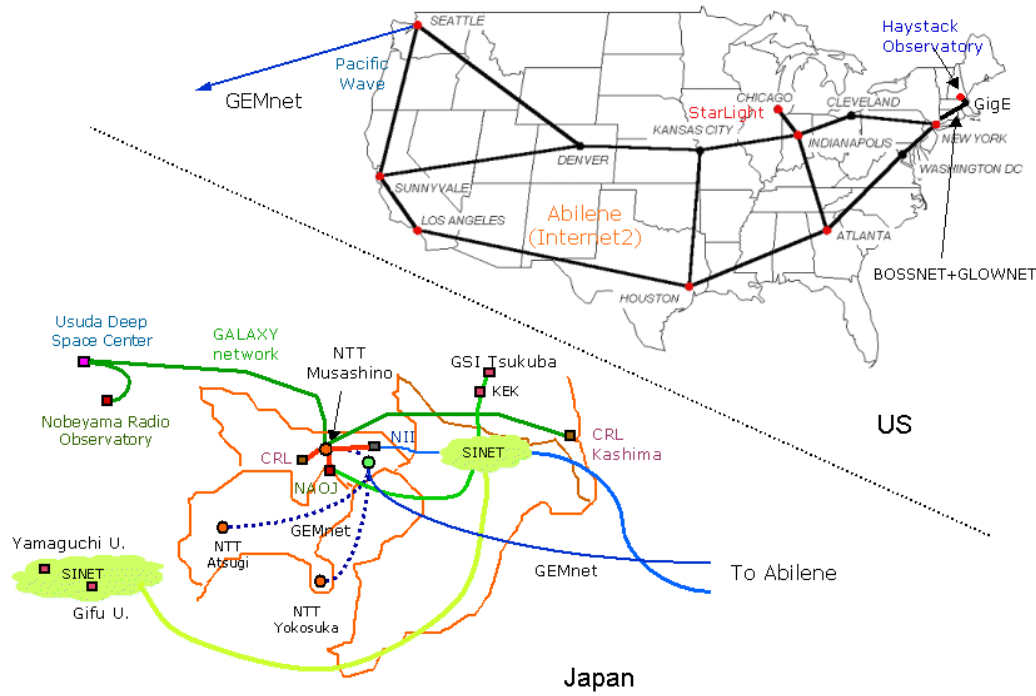 SEATTLE
Haystack
Observatory
Pacific
Wave
GEMnet
CHICAGO
CLEVELAND
GigE
StarLight
KANSAS CITY
NEW YORK
INDIANAPOLIS
DENVER
WASHINGTON DC
SUNNYVALE
LOS ANGELES
Abilene
(Internet2)
ATLANTA
BOSSNET+GLOWNET
HOUSTON
Usuda Deep
Space Center
GALAXY
network
NTT
Musashino
GSI Tsukuba
KEK
US
Nobeyama Radio
Observatory
NII
CRL
Kashima
CRL
SINET
NAOJ
GEMnet
NTT
Atsugi
Yamaguchi U.
GEMnet
To Abilene
SINET
Gifu U.
NTT
Yokosuka
Japan